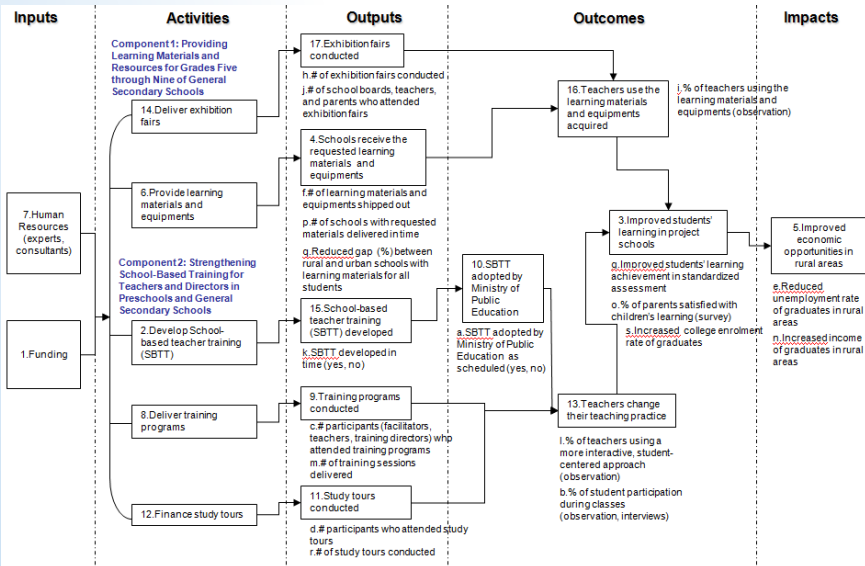 Inputs
Activities
Outputs
Outcomes
Impacts
Component 1: Providing
Learning Materials and
Resources for Grades Five
through Nine of General
Secondary Schools
14.Deliver exhibition
fairs
6.Provide learning
materials and
equipments
7.Human
Resources
(experts,
consultants)
1.Funding
Component 2: Strengthening
School-Based Training for
Teachers and Directors in
Preschools and General
Secondary Schools
2.Develop School-
based teacher training
(SBTT)
8.Deliver training
programs
12.Finance study tours
17.Exhibition fairs
conducted
h.# of exhibition fairs conducted
j.# of school boards, teachers,
and parents who attended
exhibition fairs
4.Schools receive the
requested learning
materials and
equipments
f.# of learning materials and
equipments shipped out
p.# of schools with requested
materials delivered in time
q.Reduced gap (%) between
rural and urban schools with
learning materials for all
students
15.School-based
teacher training
(SBTT) developed
k.SBTT developed in
time (yes, no)
9.Training programs
conducted
c.# participants (facilitators,
teachers, training directors) who
attended training programs
m.# of training sessions
delivered
11.Study tours
conducted
d.# participants who attended study
tours
r.# of study tours conducted
10.SBTT
adopted by
Ministry of
Public
Education
a.SBTT adopted by
Ministry of Public
Education as
scheduled (yes, no)
16.Teachers use the
learning materials
and equipments
acquired
i.% of teachers using the
learning materials and
equipments (observation)
3.Improved students'
learning in project
schools
g.Improved students' learning
achievement in standardized
assessment
o.% of parents satisfied with
children's learning (survey)
s.Increased college enrolment
rate of graduates
13.Teachers change
their teaching practice
l.% of teachers using a
more interactive, student-
centered approach
(observation)
b.% of student participation
during classes
(observation, interviews)
5.Improved
economic
opportunities in
rural areas
e.Reduced
unemployment rate
of graduates in rural
areas
n.Increased income
of graduates in rural
areas